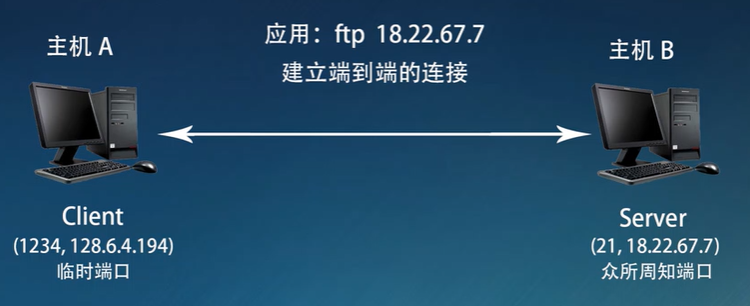 应用：ftp 18.22.67.7
建立端到端的连接
主机 A
主机 B
Client
(1234, 128.6.4.194)
临时端口
Server
(21, 18.22.67.7)
众所周知端口